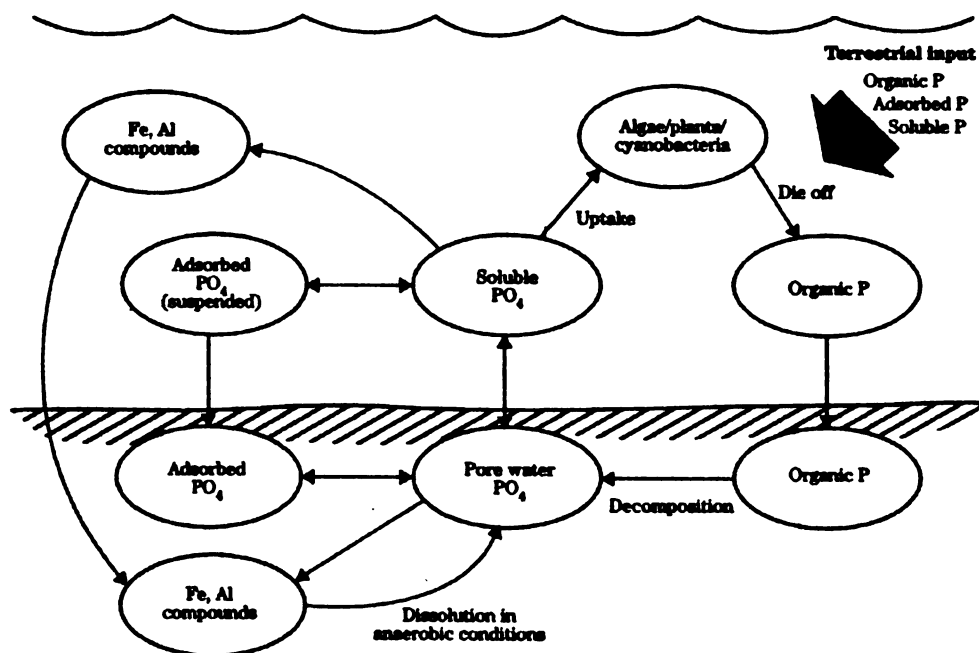 Terrestrial input
Organic P
Adsorbed P
Soluble P
Fe, Al
compounds
Algae/plants/
cyanobacteria
Die off
Uptake
Adsorbed
PO4
(suspended)
Soluble
PO4
Organic P
Adsorbed
PO4
Pore water
PO4
Organic P
Decomposition
Fe, Al
compounds
Dissolution in
anaerobic conditions